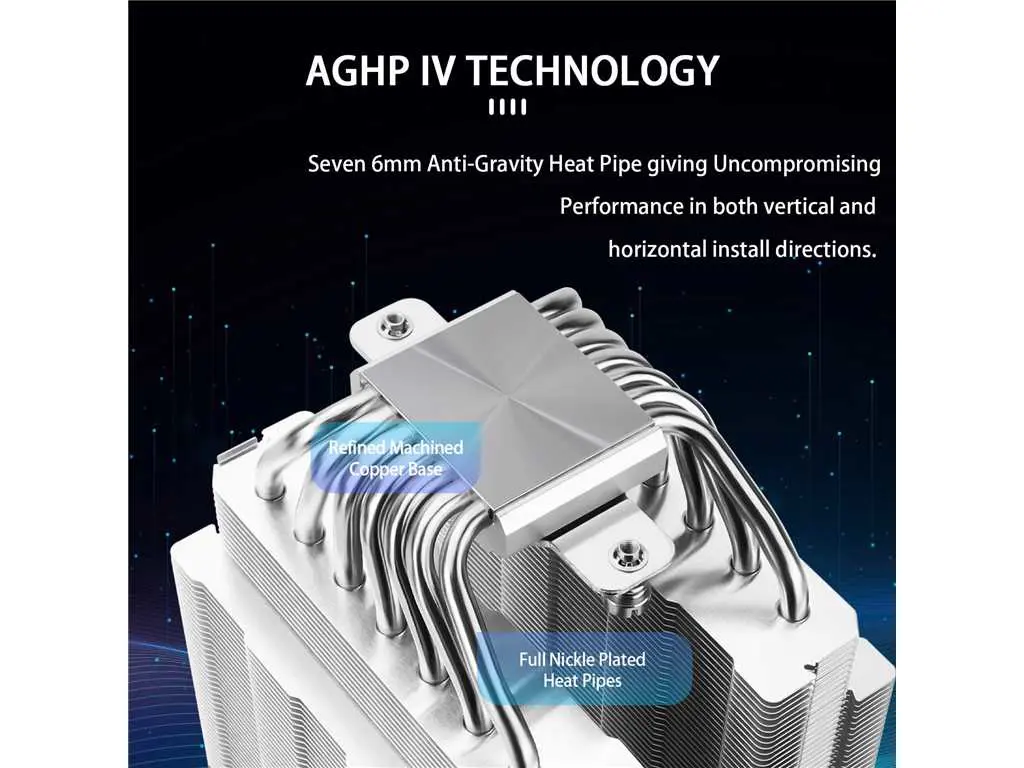 AGHP IV TECHNOLOGY
Seven 6mm Anti-Gravity Heat Pipe giving Uncompromising
Performance in both vertical and
horizontal install directions.
Refined Machined
Copper Base
Full Nickle Plated
Heat Pipes